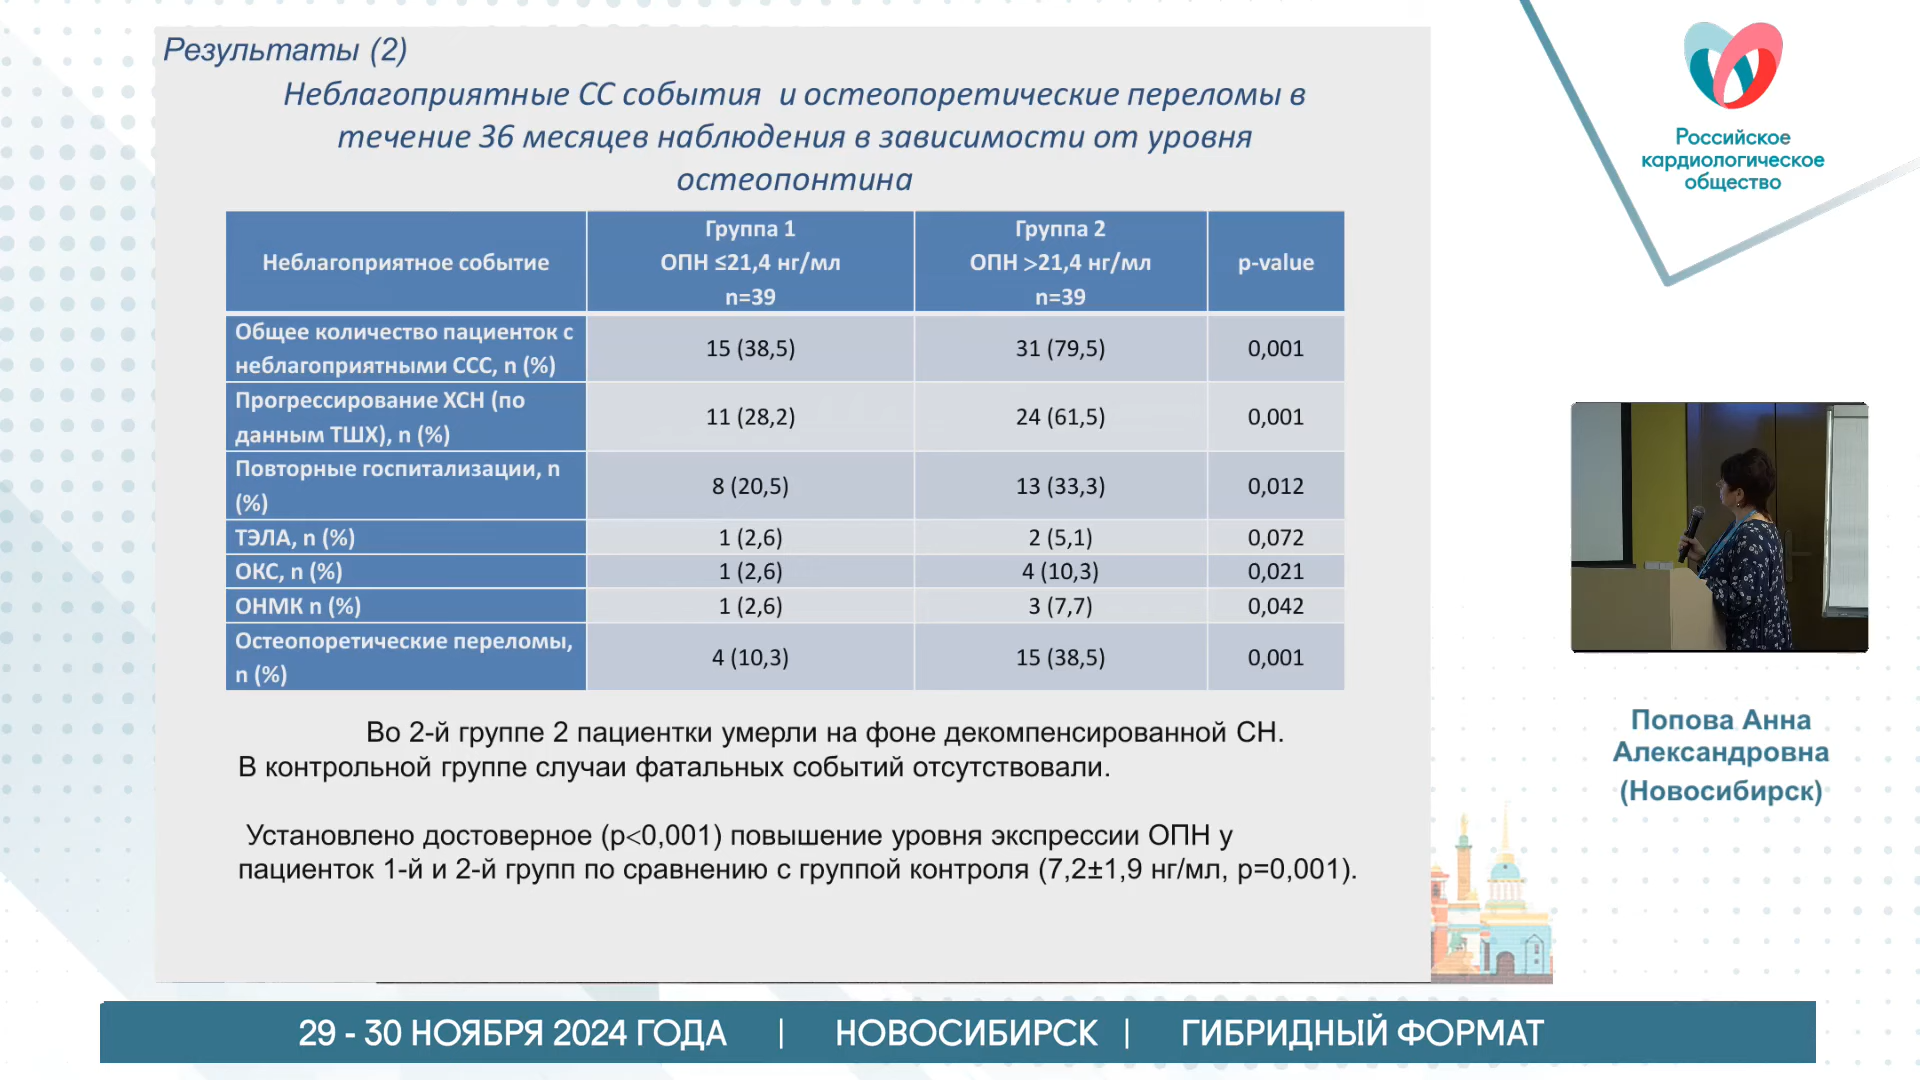 Результаты (2)
Неблагоприятные СС события и остеопоретические переломы в
течение 36 месяцев наблюдения в зависимости от уровня
остеопонтина
Неблагоприятное событие
Группа 1
ОПН ≤21,4 нг/мл
n=39
Группа 2
ОПН >21,4 нг/мл
n=39
p-value
Общее количество пациенток с
неблагоприятными ССС, n (%)
15 (38,5)
31 (79,5)
0,001
Прогрессирование ХСН (по
данным ТШХ), n (%)
11 (28,2)
24 (61,5)
0,001
Повторные госпитализации, n
(%)
8 (20,5)
13 (33,3)
0,012
ТЭЛА, n (%)
1 (2,6)
2 (5,1)
0,072
ОКС, n (%)
1 (2,6)
4 (10,3)
0,021
ОНМК n (%)
1 (2,6)
3 (7,7)
0,042
Остеопоретические переломы,
n (%)
4 (10,3)
15 (38,5)
0,001
Во 2-й группе 2 пациентки умерли на фоне декомпенсированной СН.
В контрольной группе случаи фатальных событий отсутствовали.
Установлено достоверное (p<0,001) повышение уровня экспрессии ОПН у
пациенток 1-й и 2-й групп по сравнению с группой контроля (7,2±1,9 нг/мл, p=0,001).
Российское
кардиологическое
общество
Попова Анна
Александровна
(Новосибирск)
29 - 30 НОЯБРЯ 2024 ГОДА | НОВОСИБИРСК | ГИБРИДНЫЙ ФОРМАТ